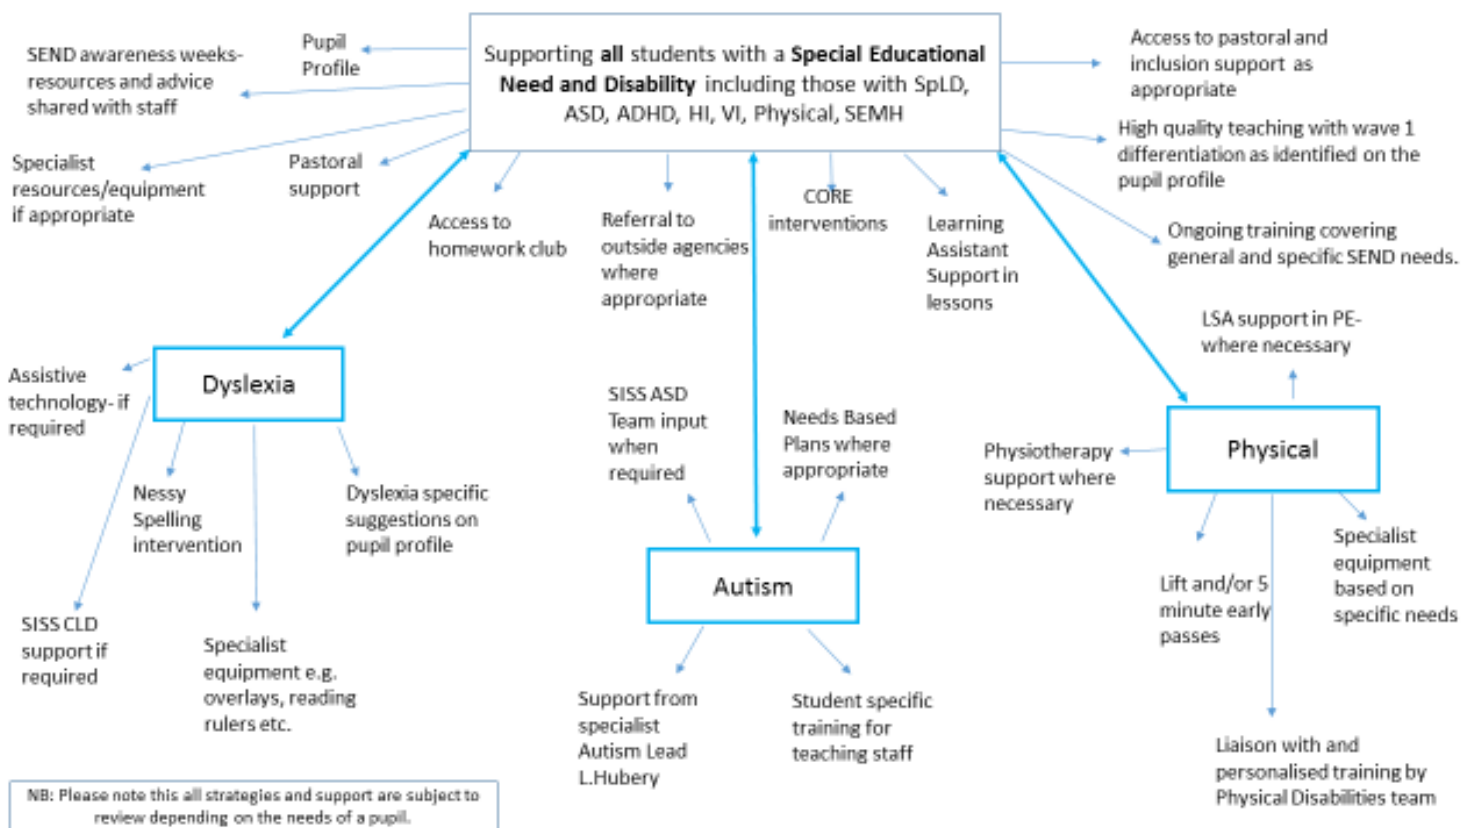 Supporting all students with a Special Educational
Need and Disability including those with SpLD,
ASD, ADHD, HI, VI, Physical, SEMH
Pupil
Profile
SEND awareness weeks-
resources and advice
shared with staff
Specialist
resources/equipment
if appropriate
Pastoral
support
Access to
homework club
Referral to
outside agencies
where
appropriate
CORE
interventions
Learning
Assistant
Support in
lessons
Access to pastoral and
inclusion support as
appropriate
High quality teaching with wave 1
differentiation as identified on the
pupil profile
Ongoing training covering
general and specific SEND needs.
Dyslexia
Assistive
technology- if
required
Nessy
Spelling
intervention
Dyslexia specific
suggestions on
pupil profile
SISS CLD
support if
required
Specialist
equipment e.g.
overlays, reading
rulers etc.
Autism
SISS ASD
Team input
when
required
Needs Based
Plans where
appropriate
Support from
specialist
Autism Lead
L.Hubery
Student specific
training for
teaching staff
Physical
LSA support in PE-
where necessary
Physiotherapy
support where
necessary
Lift and/or 5
minute early
passes
Specialist
equipment
based on
specific needs
Liaison with and
personalised training by
Physical Disabilities team
NB: Please note this all strategies and support are subject to
review depending on the needs of a pupil.